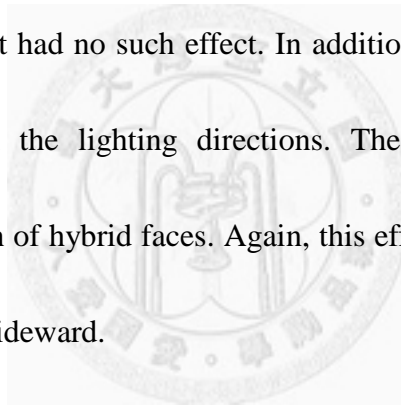 t had no such effect. In additio
the lighting directions. The
n of hybrid faces. Again, this ef
ideward.